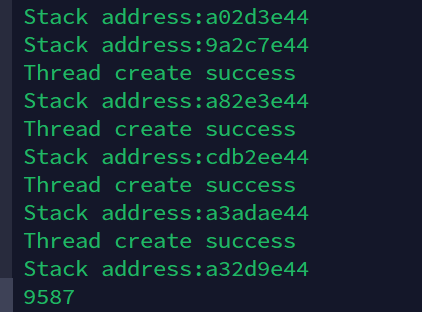 Stack address:a02d3e44
Stack address:9a2c7e44
Thread create success
Stack address:a82e3e44
Thread create success
Stack address:cdb2ee44
Thread create success
Stack address:a3adae44
Thread create success
Stack address:a32d9e44
9587